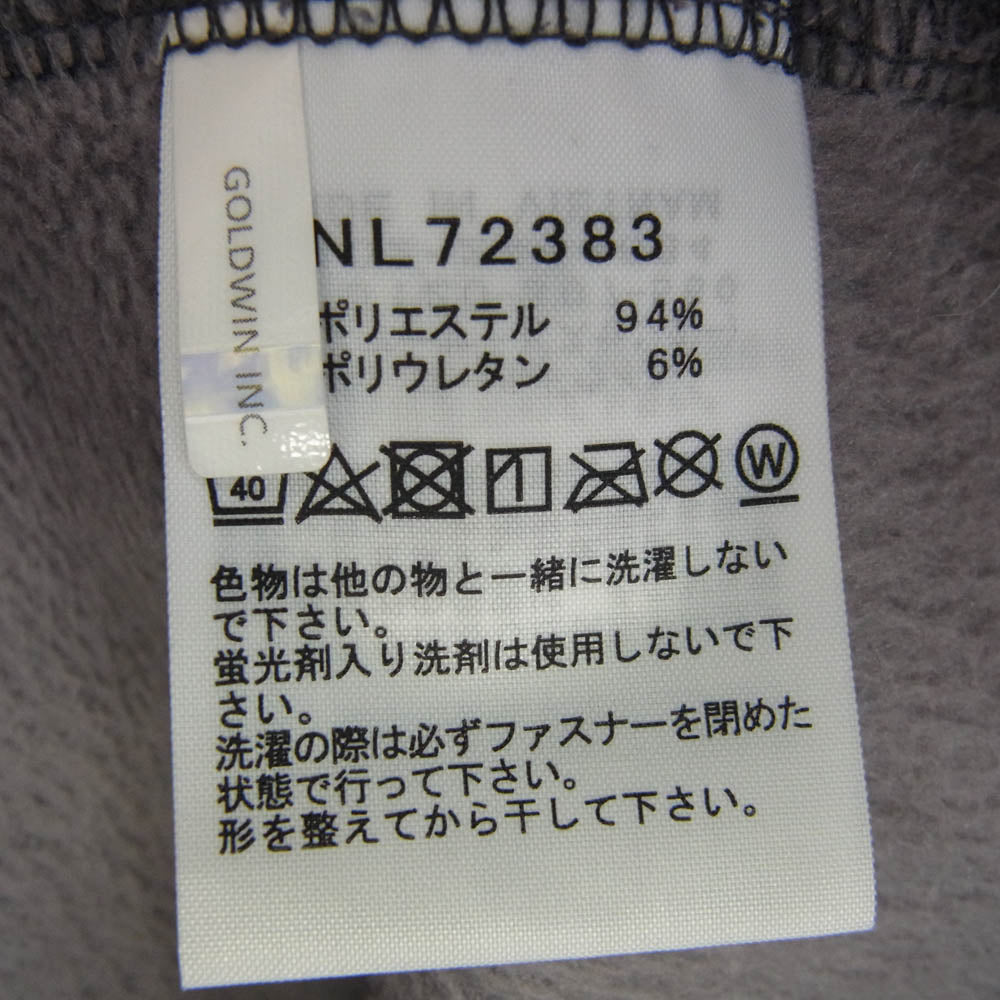 GOLDWIN INC.
NL72383
ポリエステル 94%
ポリウレタン 6%
40
W
色物は他の物と一緒に洗濯しない
で下さい。
蛍光剤入り洗剤は使用しないで下
さい。
洗濯の際は必ずファスナーを閉めた
状態で行って下さい。
形を整えてから干して下さい。